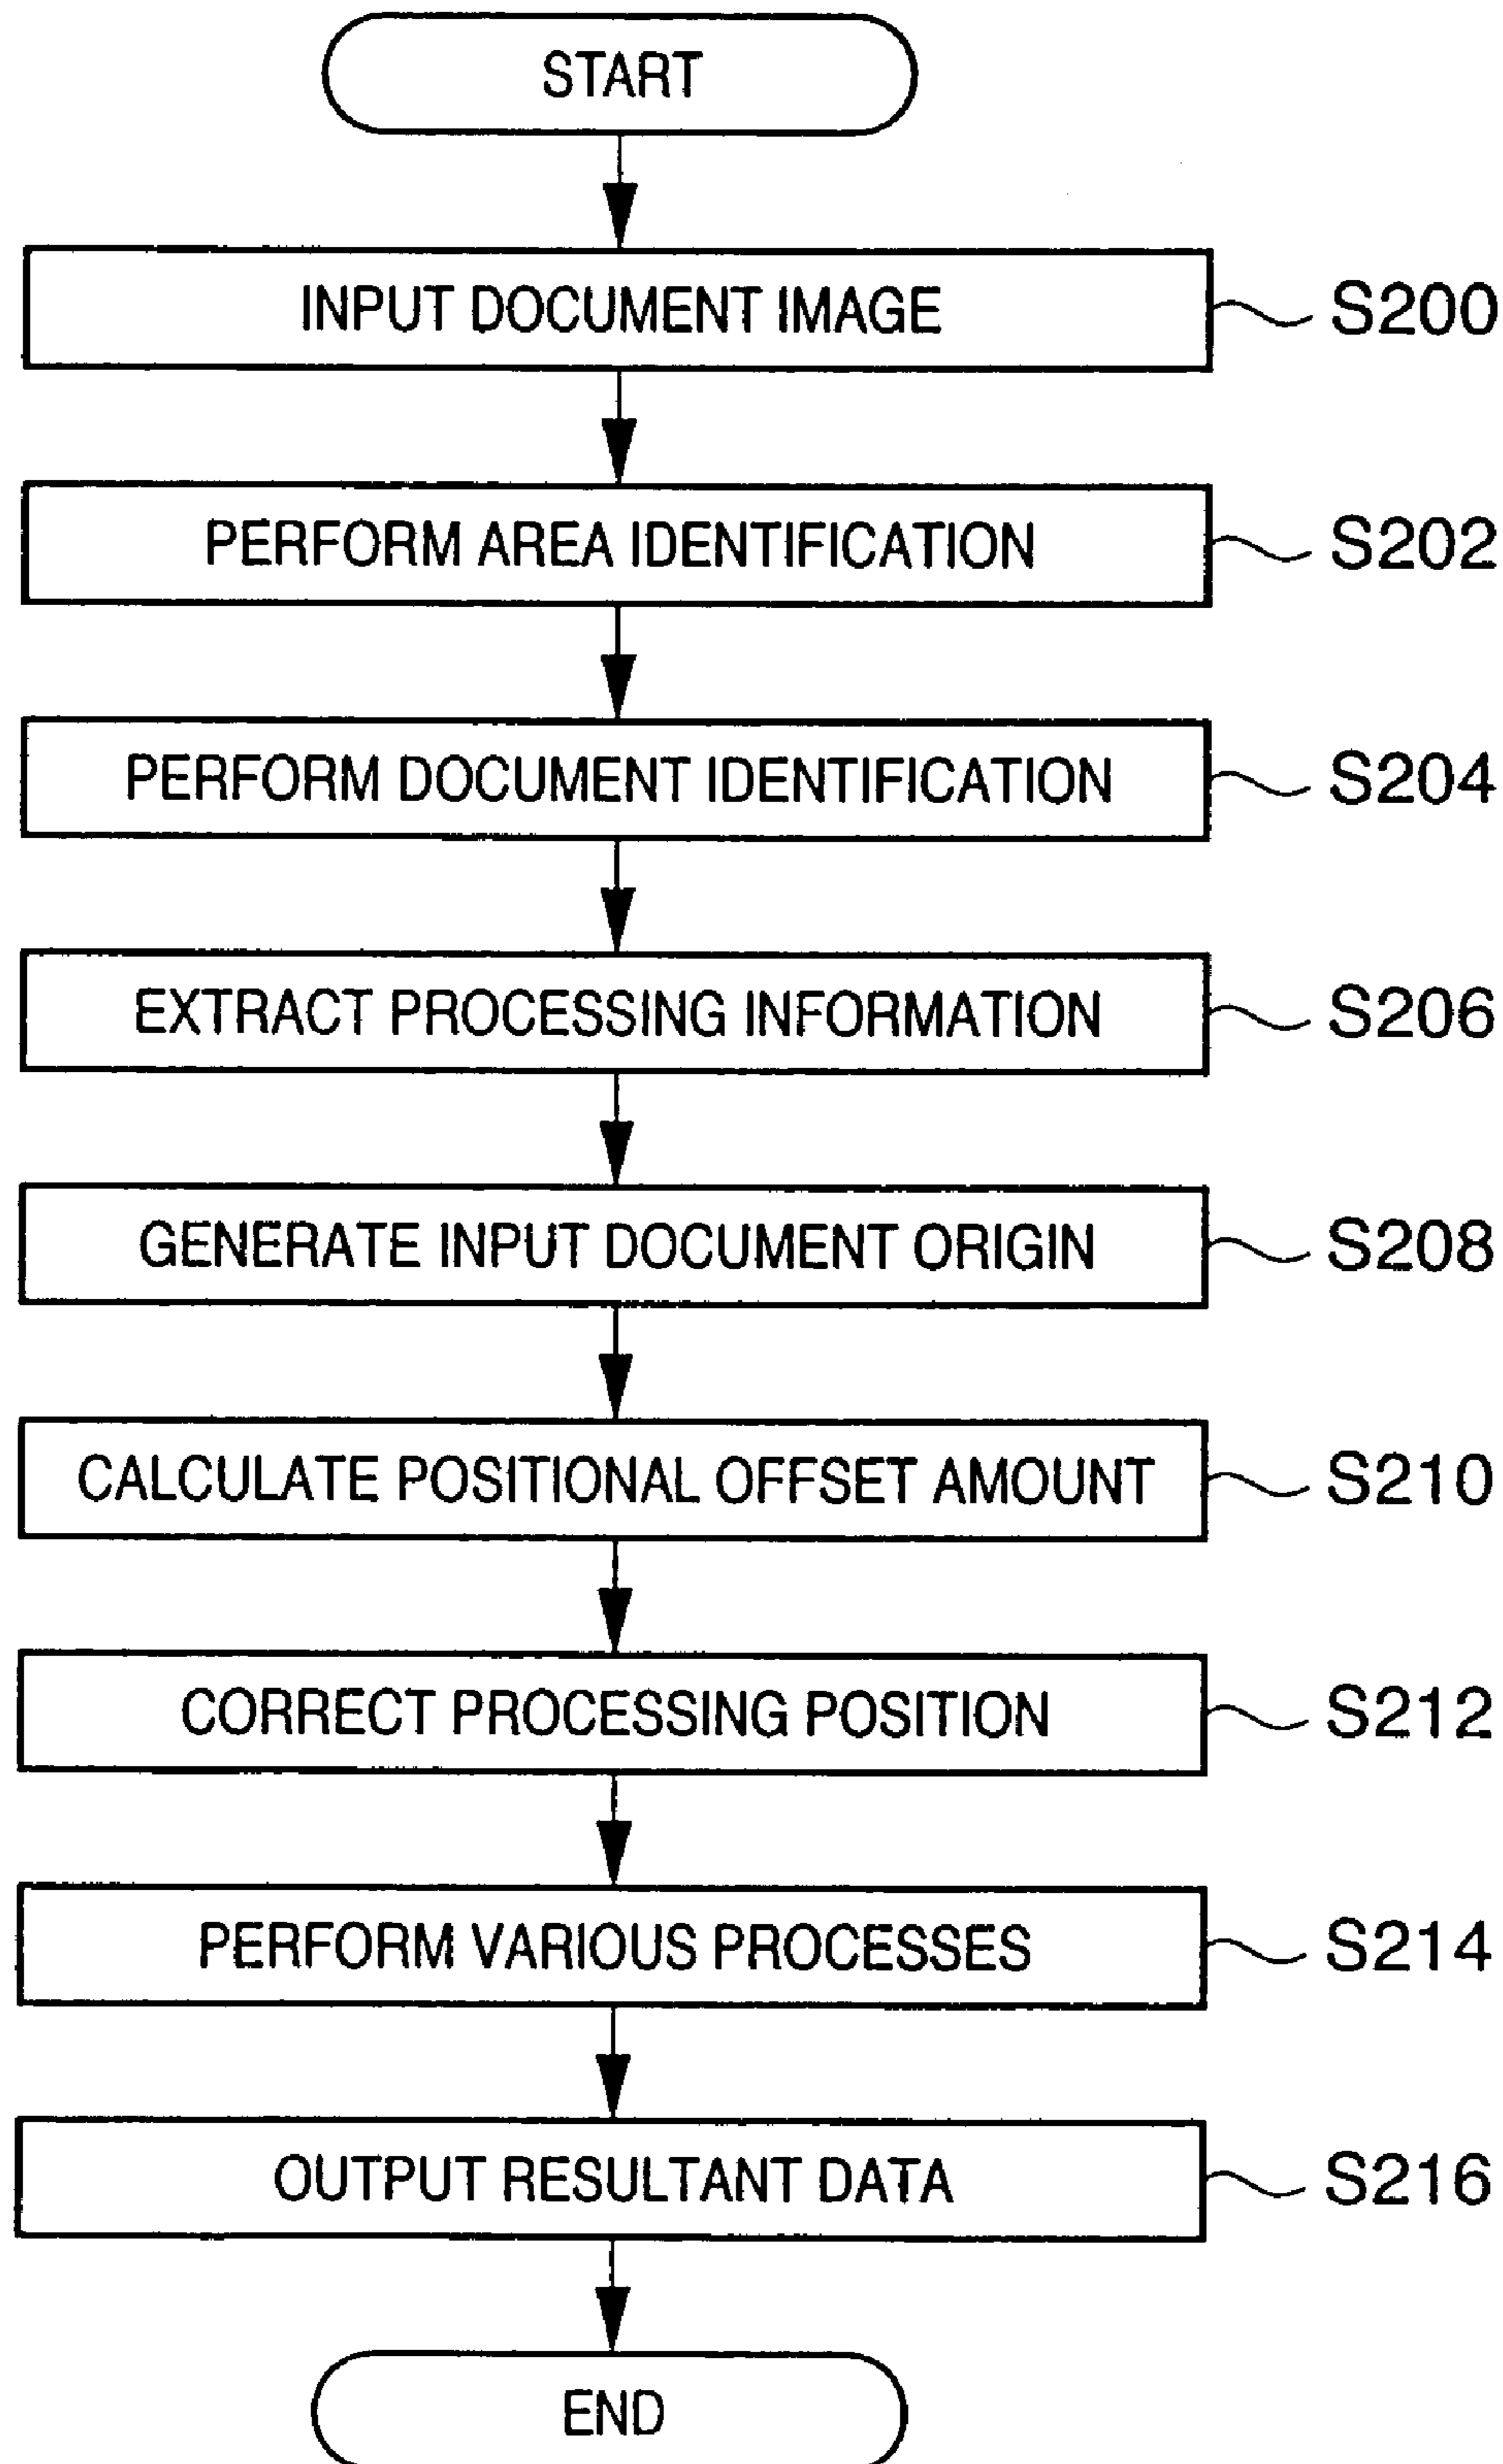 START
INPUT DOCUMENT IMAGE S200
PERFORM AREA IDENTIFICATION S202
PERFORM DOCUMENT IDENTIFICATION S204
EXTRACT PROCESSING INFORMATION S206
GENERATE INPUT DOCUMENT ORIGIN S208
CALCULATE POSITIONAL OFFSET AMOUNT S210
CORRECT PROCESSING POSITION S212
PERFORM VARIOUS PROCESSES S214
OUTPUT RESULTANT DATA S216
END